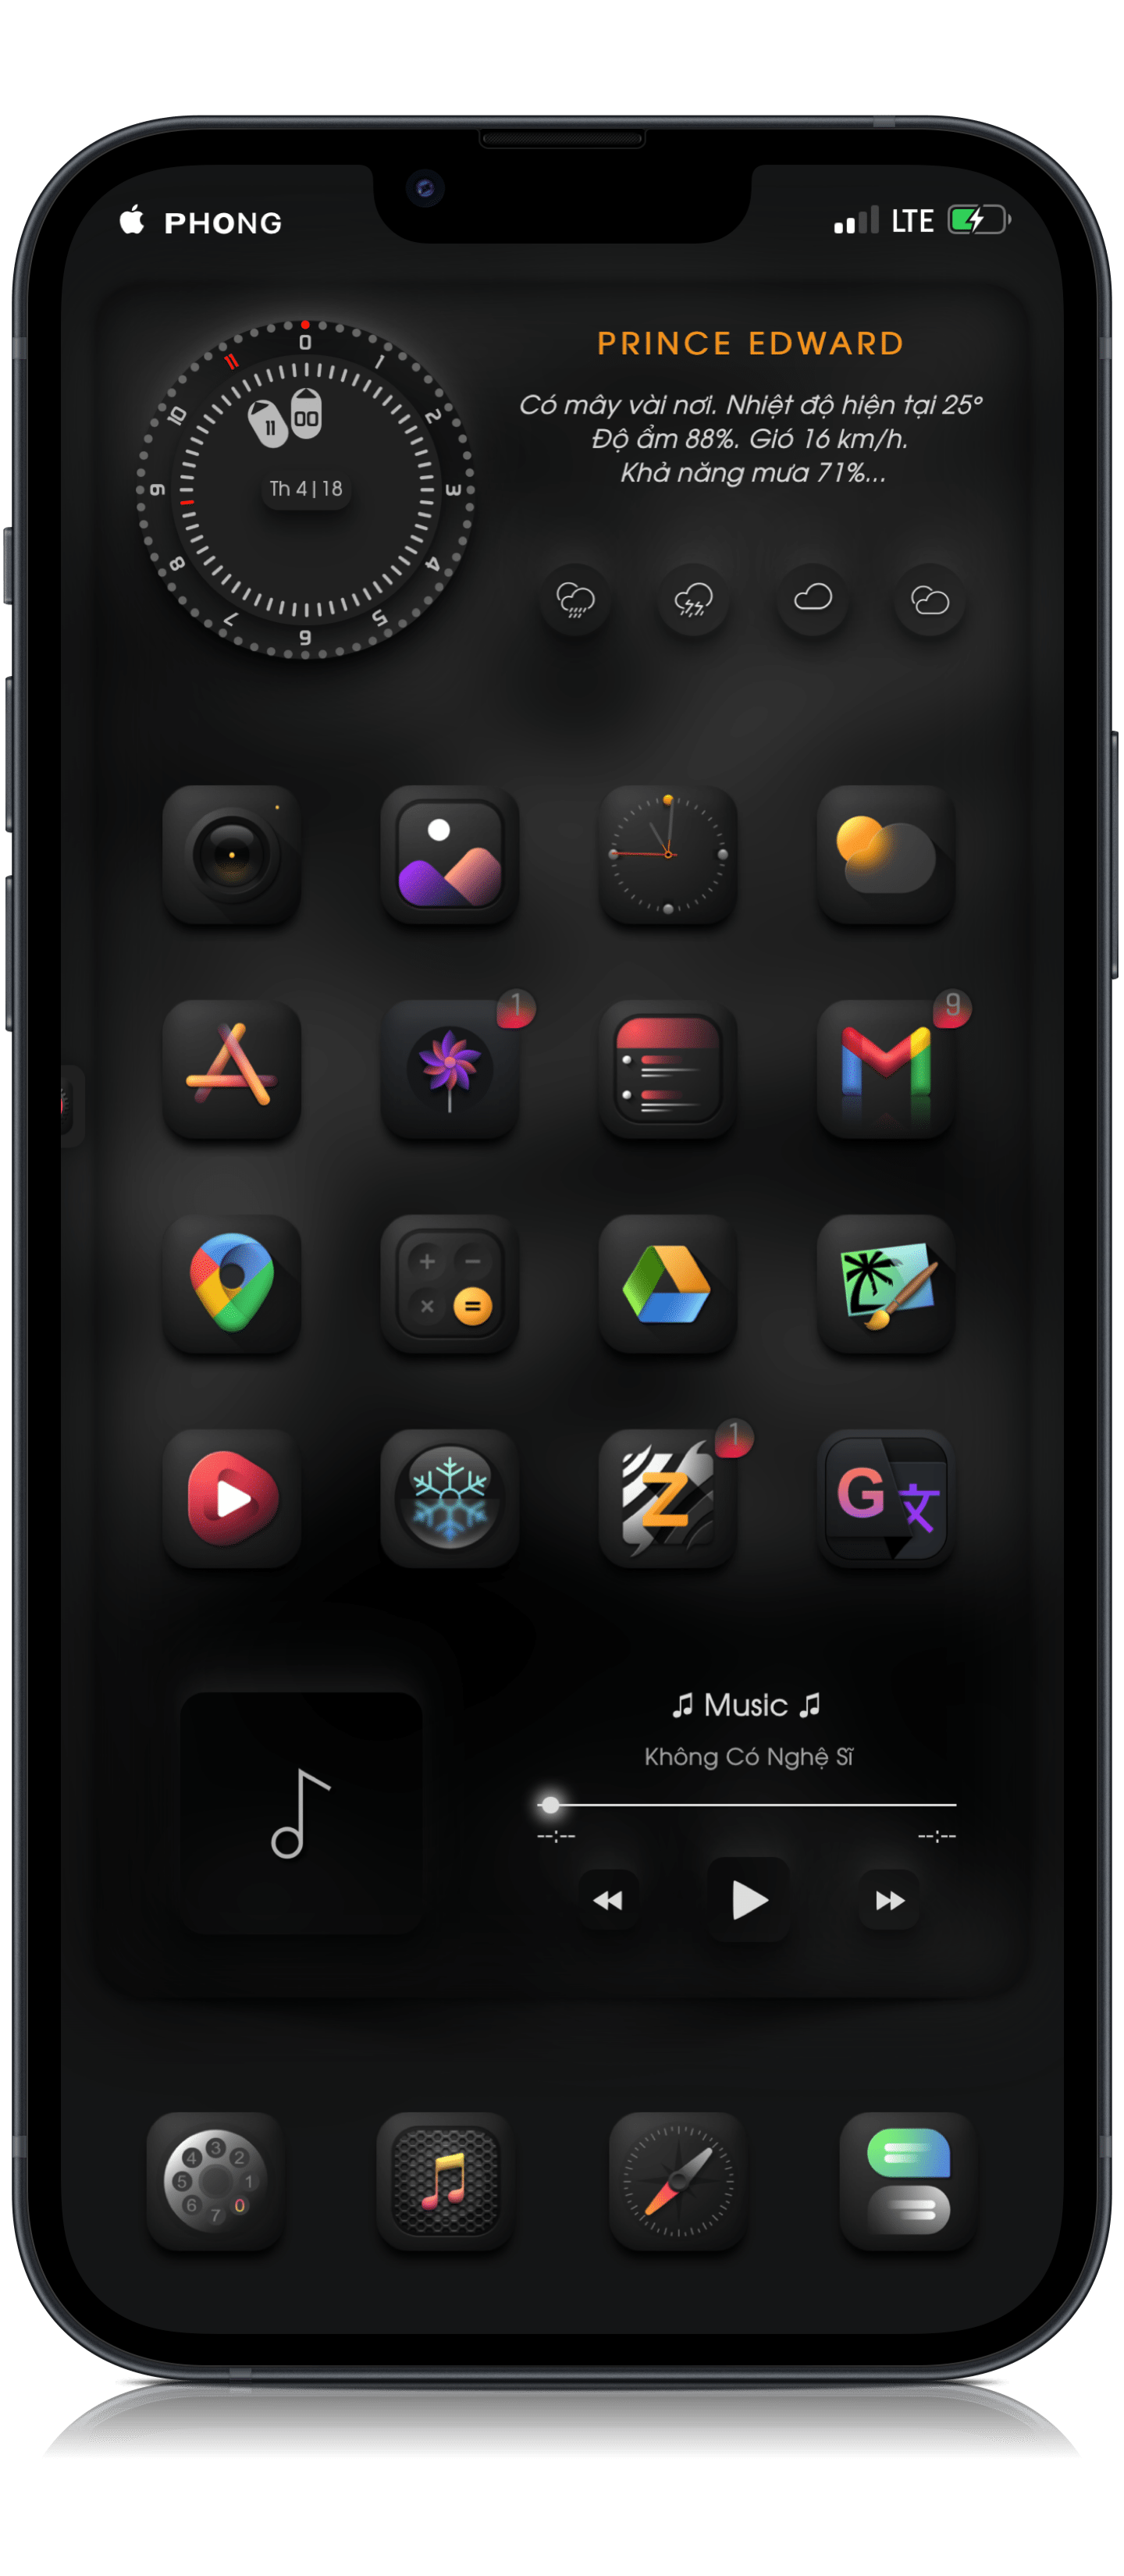 PHONG
LTE
0
1
2
3
4
5
6
7
8
9
10
11
11
00
Th 4 | 18
PRINCE EDWARD
Có mây vài nơi. Nhiệt độ hiện tại 25°
Độ ẩm 88%. Gió 16 km/h.
Khả năng mưa 71%...
1
9
+ −
× =
1
Z
G 文
♫ Music ♫
Không Có Nghệ Sĩ
--:-- --:--
4 3 2
5 1
6 7 0